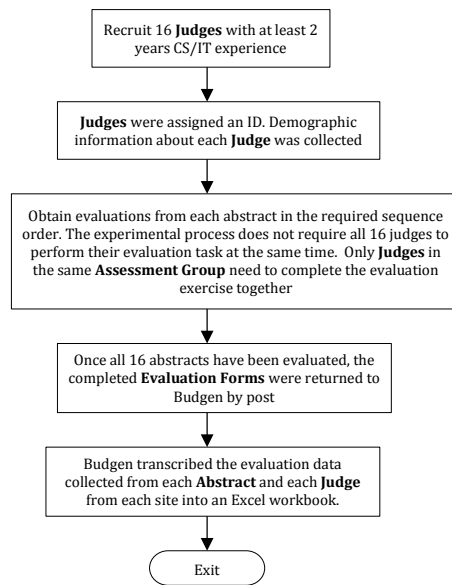 Recruit 16 Judges with at least 2
years CS/IT experience
Judges were assigned an ID. Demographic
information about each Judge was collected
Obtain evaluations from each abstract in the required sequence
order. The experimental process does not require all 16 judges to
perform their evaluation task at the same time. Only Judges in
the same Assessment Group need to complete the evaluation
exercise together
Once all 16 abstracts have been evaluated, the
completed Evaluation Forms were returned to
Budgen by post
Budgen transcribed the evaluation data
collected from each Abstract and each Judge
from each site into an Excel workbook.
Exit